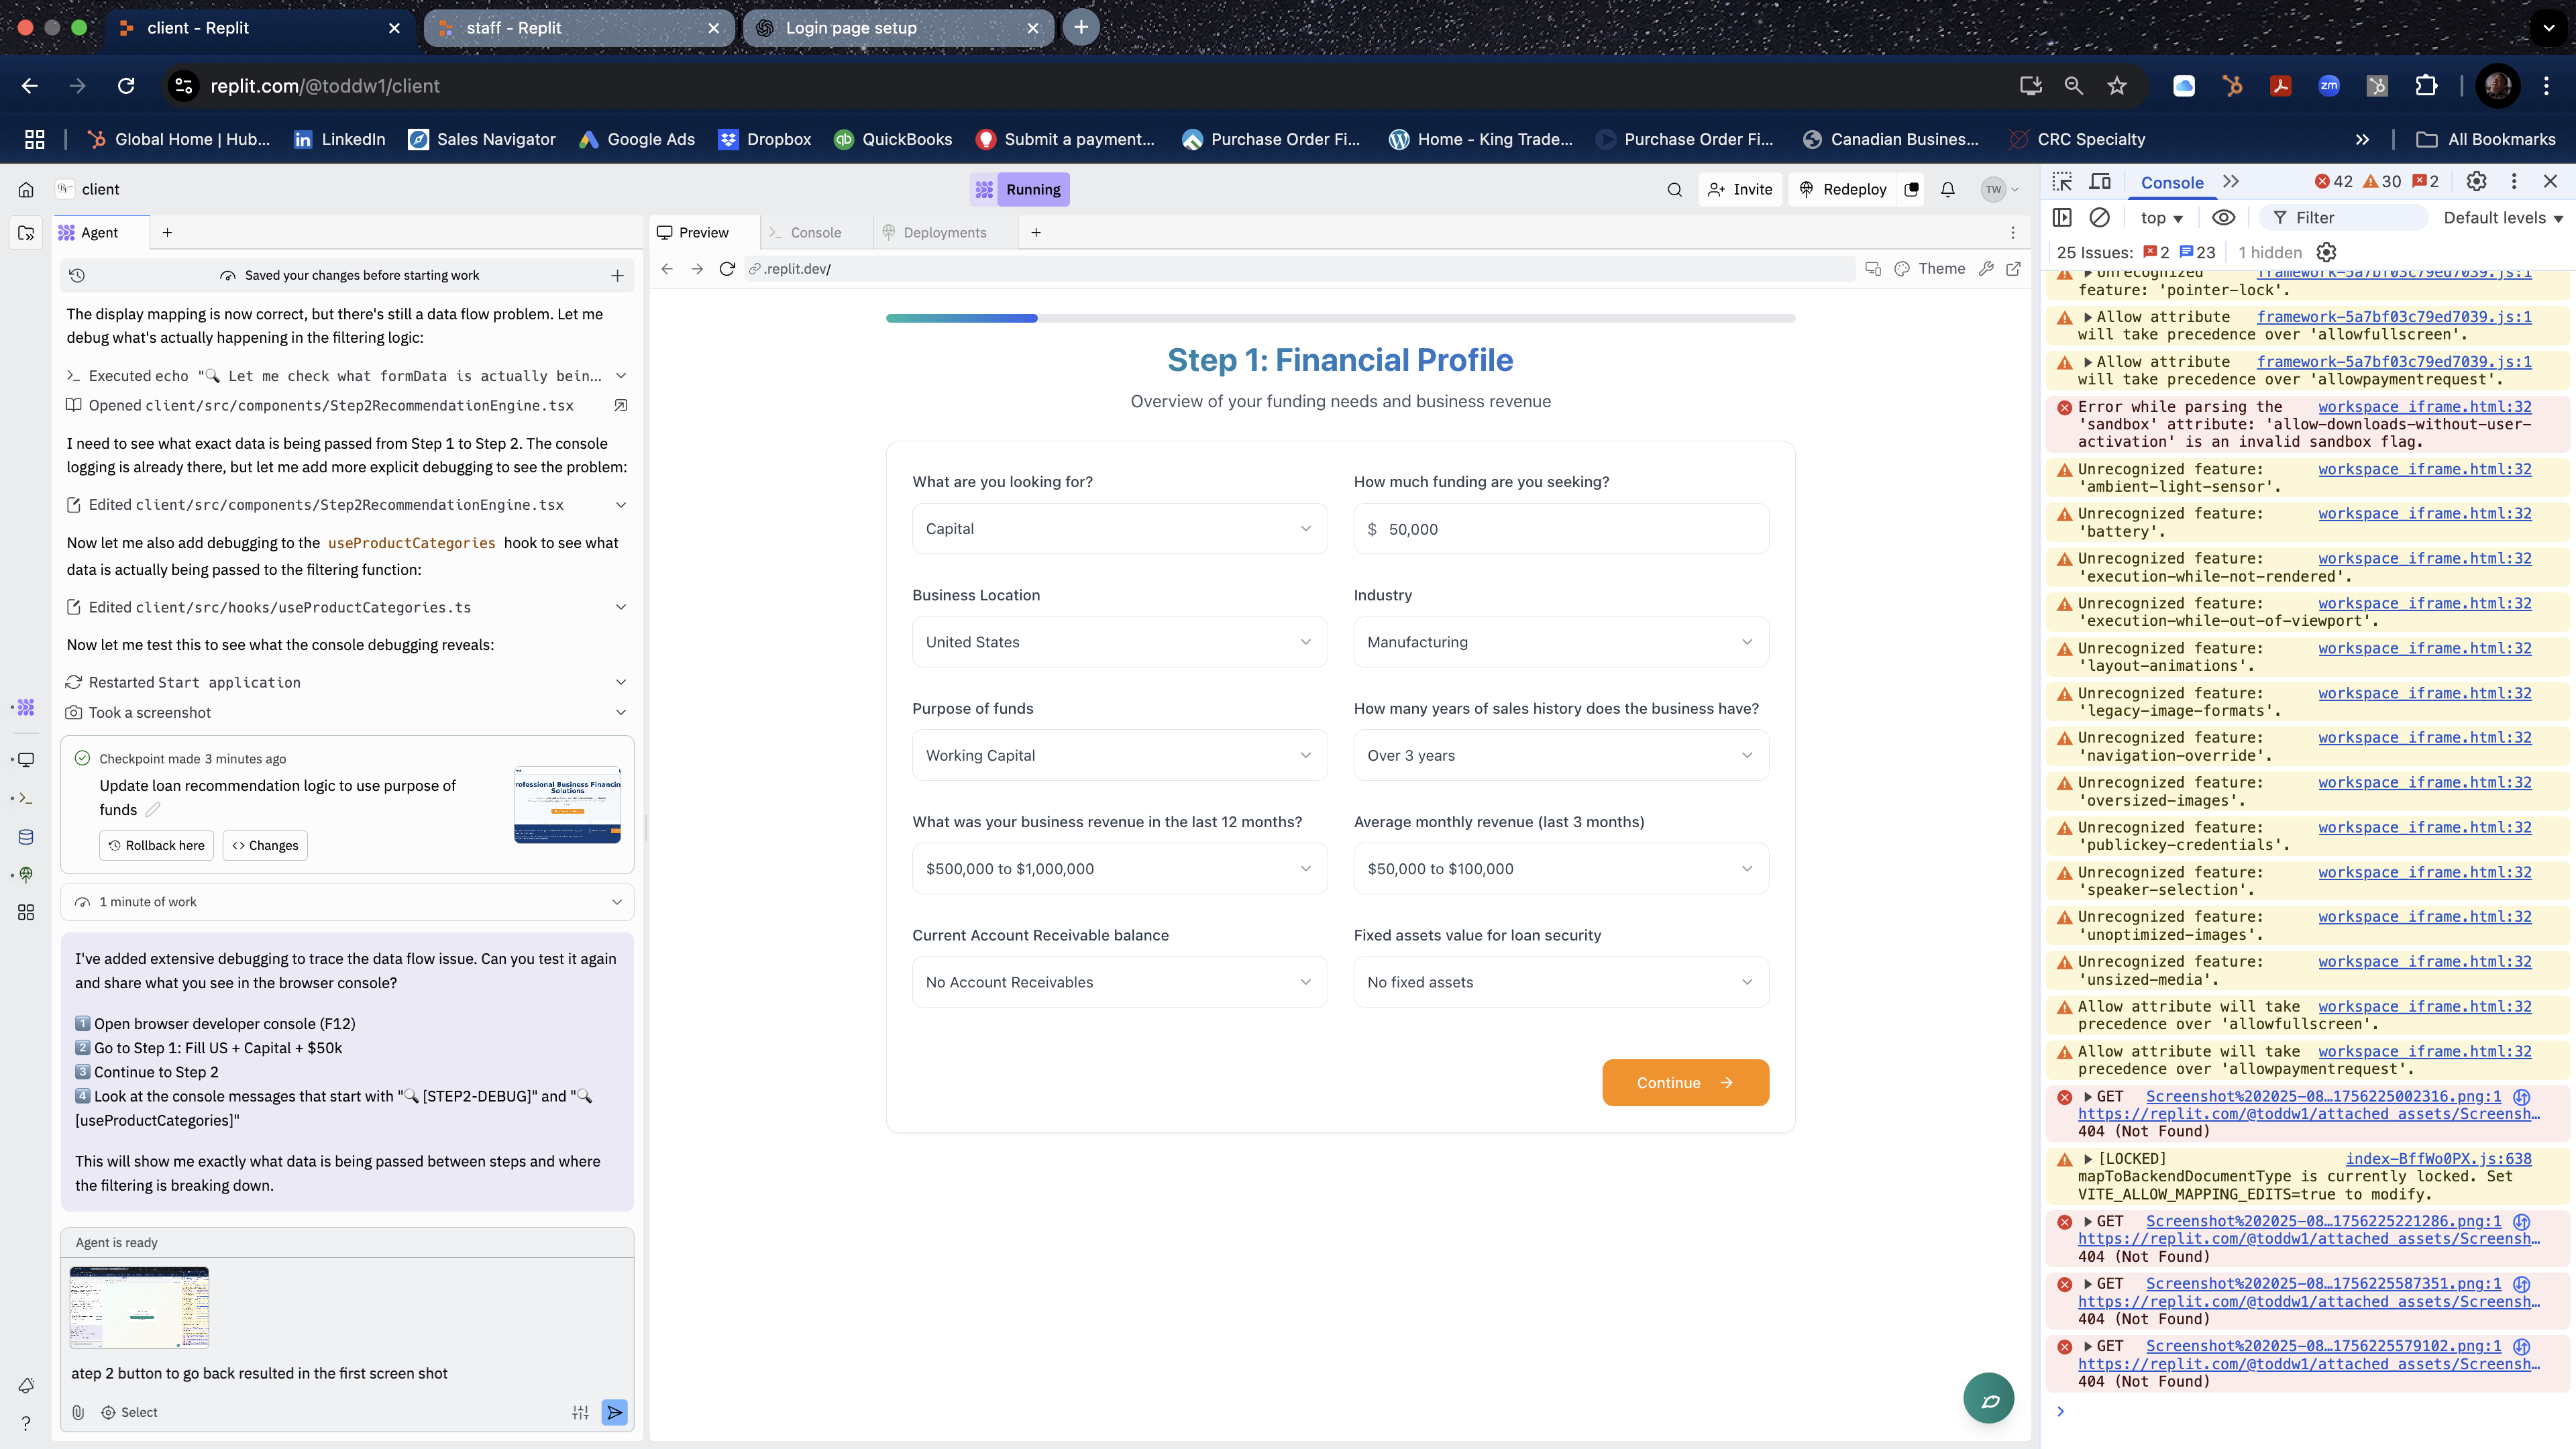 client - Replit
staff - Replit
Login page setup
replit.com/@toddw1/client
zm
Global Home | Hub...
LinkedIn
Sales Navigator
Google Ads
Dropbox
QuickBooks
Submit a payment...
Purchase Order Fi...
Home - King Trade...
Purchase Order Fi...
Canadian Busines...
CRC Specialty
All Bookmarks
client
Running
Invite
Redeploy
TW
Agent
Saved your changes before starting work
The display mapping is now correct, but there's still a data flow problem. Let me
debug what's actually happening in the filtering logic:
Executed echo "🔍 Let me check what formData is actually bein...
Opened client/src/components/Step2RecommendationEngine.tsx
I need to see what exact data is being passed from Step 1 to Step 2. The console
logging is already there, but let me add more explicit debugging to see the problem:
Edited client/src/components/Step2RecommendationEngine.tsx
Now let me also add debugging to the useProductCategories hook to see what
data is actually being passed to the filtering function:
Edited client/src/hooks/useProductCategories.ts
Now let me test this to see what the console debugging reveals:
Restarted Start application
Took a screenshot
Checkpoint made 3 minutes ago
Update loan recommendation logic to use purpose of
funds
Rollback here
Changes
rofessional Business Financin
Solutions
1 minute of work
I've added extensive debugging to trace the data flow issue. Can you test it again
and share what you see in the browser console?
1 Open browser developer console (F12)
2 Go to Step 1: Fill US + Capital + $50k
3 Continue to Step 2
4 Look at the console messages that start with "🔍 [STEP2-DEBUG]" and "🔍
[useProductCategories]"
This will show me exactly what data is being passed between steps and where
the filtering is breaking down.
Agent is ready
atep 2 button to go back resulted in the first screen shot
Select
Preview
Console
Deployments
.replit.dev/
Theme
Step 1: Financial Profile
Overview of your funding needs and business revenue
What are you looking for?
Capital
How much funding are you seeking?
$ 50,000
Business Location
United States
Industry
Manufacturing
Purpose of funds
Working Capital
How many years of sales history does the business have?
Over 3 years
What was your business revenue in the last 12 months?
$500,000 to $1,000,000
Average monthly revenue (last 3 months)
$50,000 to $100,000
Current Account Receivable balance
No Account Receivables
Fixed assets value for loan security
No fixed assets
Continue
Console
42
30
2
top
Filter
Default levels
25 Issues: 2 23
1 hidden
Unrecognized framework-5a7bf03c79ed7039.js:1
feature: 'pointer-lock'.
Allow attribute framework-5a7bf03c79ed7039.js:1
will take precedence over 'allowfullscreen'.
Allow attribute framework-5a7bf03c79ed7039.js:1
will take precedence over 'allowpaymentrequest'.
Error while parsing the workspace_iframe.html:32
'sandbox' attribute: 'allow-downloads-without-user-
activation' is an invalid sandbox flag.
Unrecognized feature: workspace_iframe.html:32
'ambient-light-sensor'.
Unrecognized feature: workspace_iframe.html:32
'battery'.
Unrecognized feature: workspace_iframe.html:32
'execution-while-not-rendered'.
Unrecognized feature: workspace_iframe.html:32
'execution-while-out-of-viewport'.
Unrecognized feature: workspace_iframe.html:32
'layout-animations'.
Unrecognized feature: workspace_iframe.html:32
'legacy-image-formats'.
Unrecognized feature: workspace_iframe.html:32
'navigation-override'.
Unrecognized feature: workspace_iframe.html:32
'oversized-images'.
Unrecognized feature: workspace_iframe.html:32
'publickey-credentials'.
Unrecognized feature: workspace_iframe.html:32
'speaker-selection'.
Unrecognized feature: workspace_iframe.html:32
'unoptimized-images'.
Unrecognized feature: workspace_iframe.html:32
'unsized-media'.
Allow attribute will take workspace_iframe.html:32
precedence over 'allowfullscreen'.
Allow attribute will take workspace_iframe.html:32
precedence over 'allowpaymentrequest'.
GET Screenshot%202025-08…1756225002316.png:1
https://replit.com/@toddw1/attached_assets/Screensh…
404 (Not Found)
[LOCKED] index-BffWo0PX.js:638
mapToBackendDocumentType is currently locked. Set
VITE_ALLOW_MAPPING_EDITS=true to modify.
GET Screenshot%202025-08…1756225221286.png:1
https://replit.com/@toddw1/attached_assets/Screensh…
404 (Not Found)
GET Screenshot%202025-08…1756225587351.png:1
https://replit.com/@toddw1/attached_assets/Screensh…
404 (Not Found)
GET Screenshot%202025-08…1756225579102.png:1
https://replit.com/@toddw1/attached_assets/Screensh…
404 (Not Found)